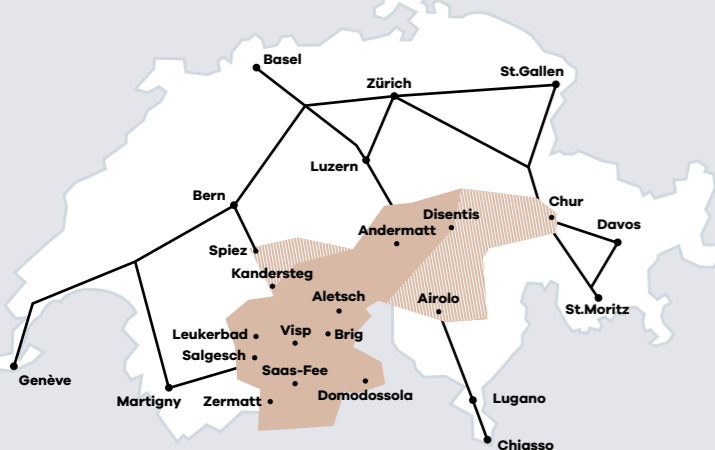 Basel
St.Gallen
Zürich
Luzern
Bern
Chur
Disentis
Davos
Andermatt
Spiez
Kandersteg
Aletsch
Airolo
St.Moritz
Leukerbad
Visp
Brig
Salgesch
Saas-Fee
Genève
Martigny
Zermatt
Domodossola
Lugano
Chiasso